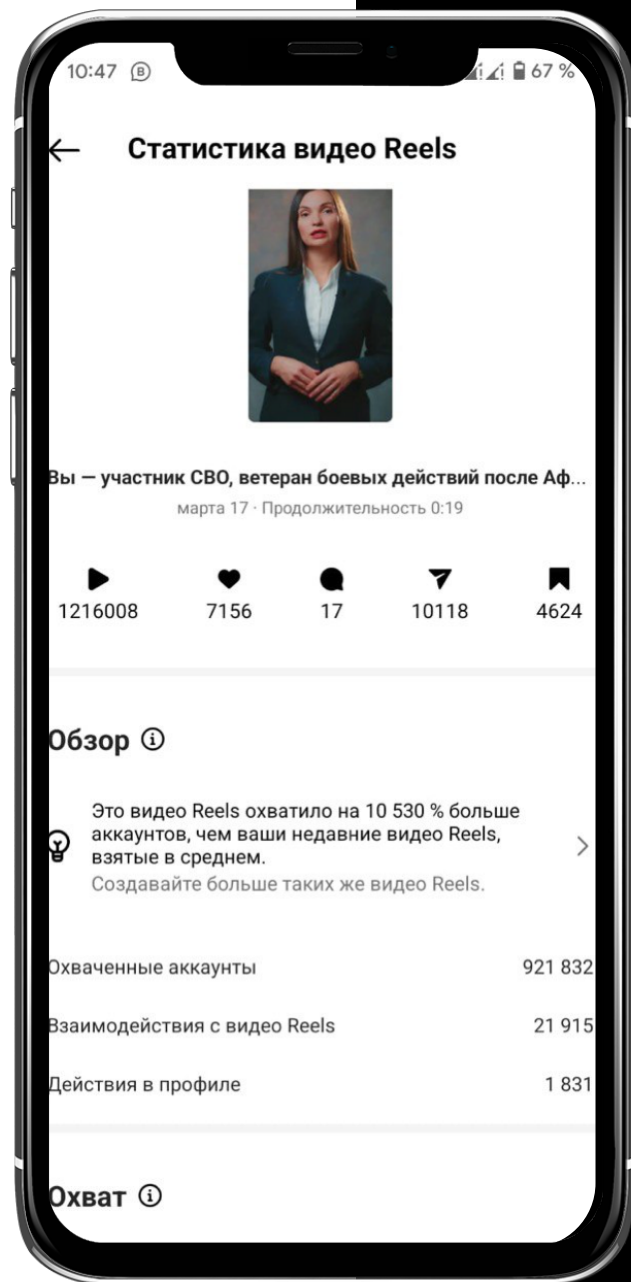 10:47 B 67 %
Статистика видео Reels
Вы — участник СВО, ветеран боевых действий после Аф...
марта 17 · Продолжительность 0:19
1216008 7156 17 10118 4624
Обзор
Это видео Reels охватило на 10 530 % больше
аккаунтов, чем ваши недавние видео Reels,
взятые в среднем.
Создавайте больше таких же видео Reels.
Охваченные аккаунты 921 832
Взаимодействия с видео Reels 21 915
Действия в профиле 1 831
Охват